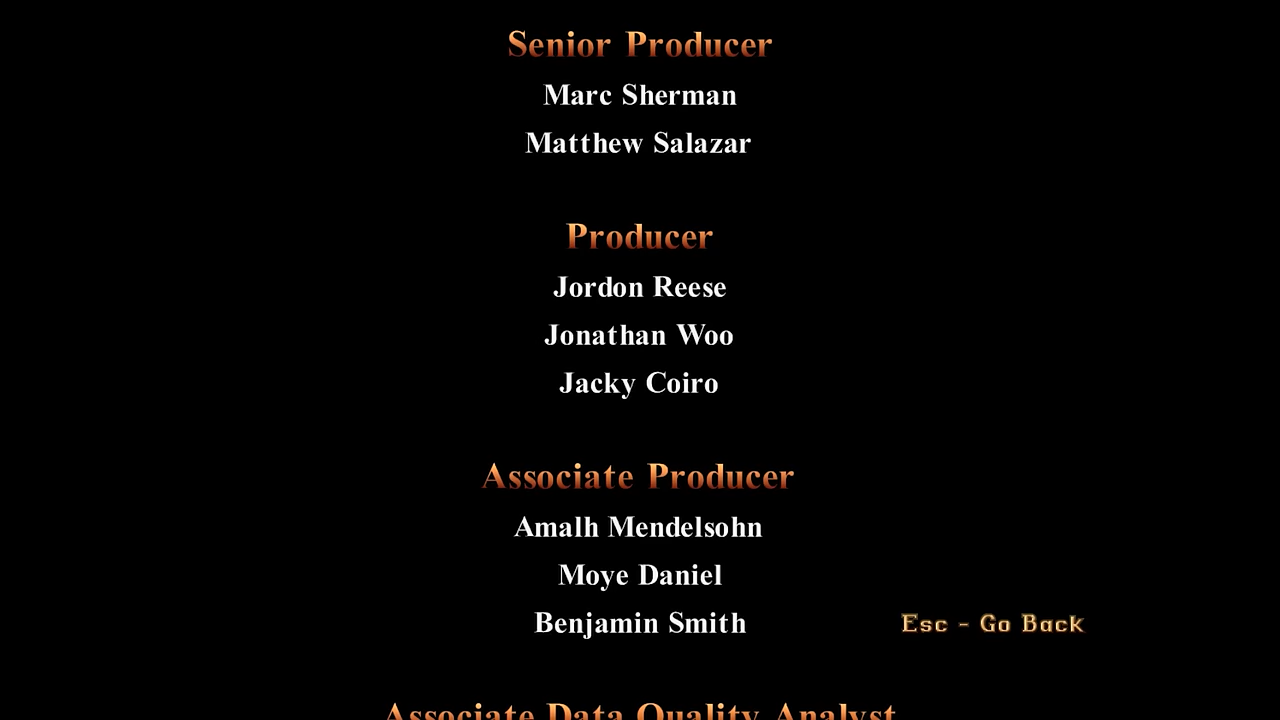 Senior Producer
Marc Sherman
Matthew Salazar
Producer
Jordon Reese
Jonathan Woo
Jacky Coiro
Associate Producer
Amalh Mendelsohn
Moye Daniel
Benjamin Smith
Esc - Go Back
Associate Data Quality Analyst